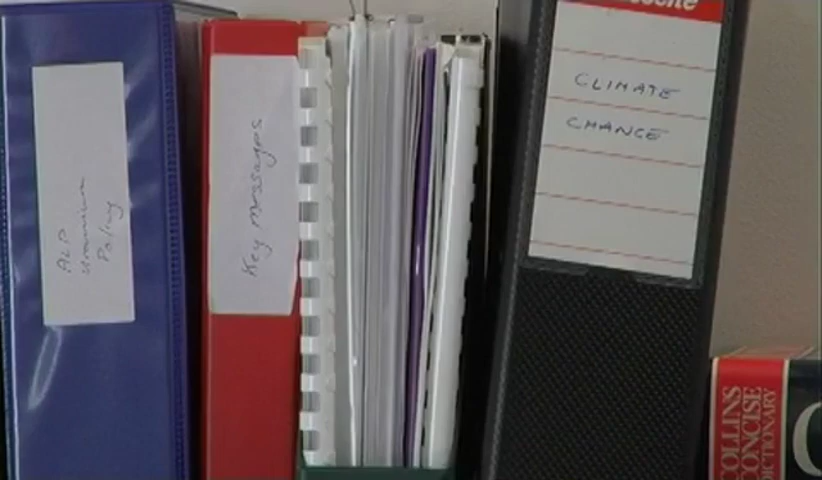 ALP
Uranium
Policy
Key Messages
CLIMATE
CHANGE
COLLINS
CONCISE
DICTIONARY